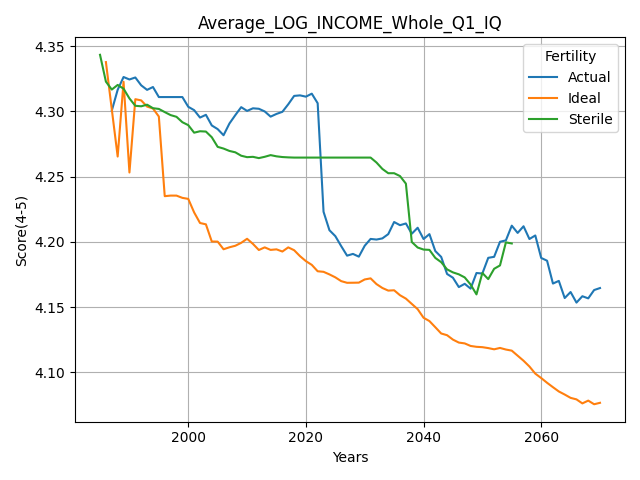 Average_LOG_INCOME_Whole_Q1_IQ
Score(4-5)
4.35
4.30
4.25
4.20
4.15
4.10
Fertility
Actual
Ideal
Sterile
2000
2020
2040
2060
Years